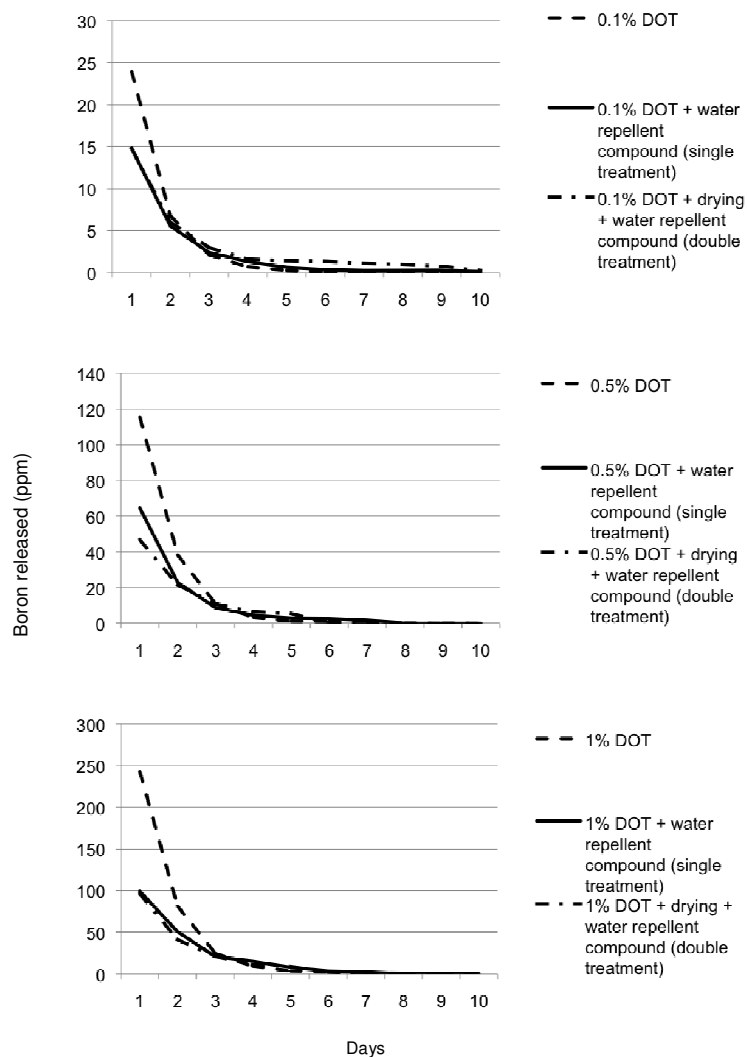 30
25
20
15
10
5
0
1 2 3 4 5 6 7 8 9 10
0.1% DOT
0.1% DOT + water
repellent
compound (single
treatment)
0.1% DOT + drying
+ water repellent
compound (double
treatment)
Boron released (ppm)
140
120
100
80
60
40
20
0
1 2 3 4 5 6 7 8 9 10
0.5% DOT
0.5% DOT + water
repellent
compound (single
treatment)
0.5% DOT + drying
+ water repellent
compound (double
treatment)
300
250
200
150
100
50
0
1 2 3 4 5 6 7 8 9 10
1% DOT
1% DOT + water
repellent
compound (single
treatment)
1% DOT + drying +
water repellent
compound (double
treatment)
Days